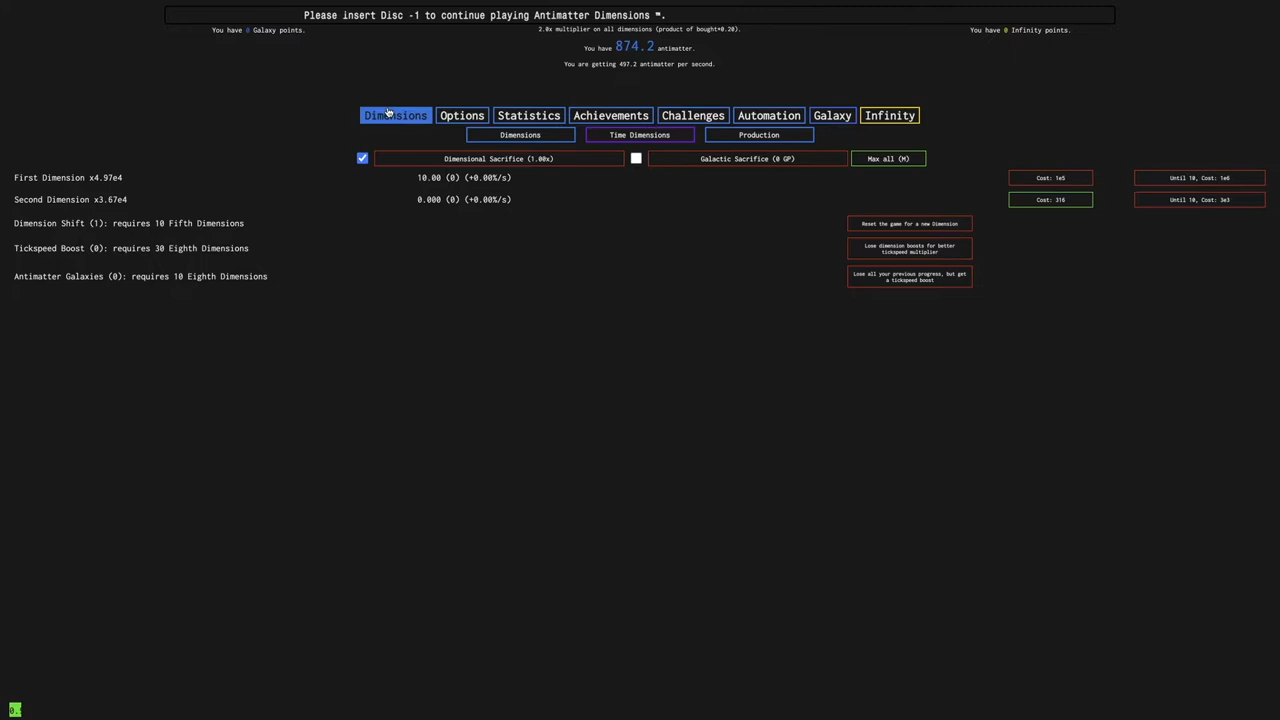 Please insert Disc -1 to continue playing Antimatter Dimensions ™.
You have 0 Galaxy points.
2.0x multiplier on all dimensions (product of bought*0.20).
You have 0 Infinity points.
You have 874.2 antimatter.
You are getting 497.2 antimatter per second.
Dimensions Options Statistics Achievements Challenges Automation Galaxy Infinity
Dimensions Time Dimensions Production
Dimensional Sacrifice (1.00x) Galactic Sacrifice (0 GP) Max all (M)
First Dimension x4.97e4 10.00 (0) (+0.00%/s) Cost: 1e5 Until 10, Cost: 1e6
Second Dimension x3.67e4 0.000 (0) (+0.00%/s) Cost: 316 Until 10, Cost: 3e3
Dimension Shift (1): requires 10 Fifth Dimensions Reset the game for a new Dimension
Tickspeed Boost (0): requires 30 Eighth Dimensions
Lose dimension boosts for better
tickspeed multiplier
Antimatter Galaxies (0): requires 10 Eighth Dimensions
Lose all your previous progress, but get
a tickspeed boost